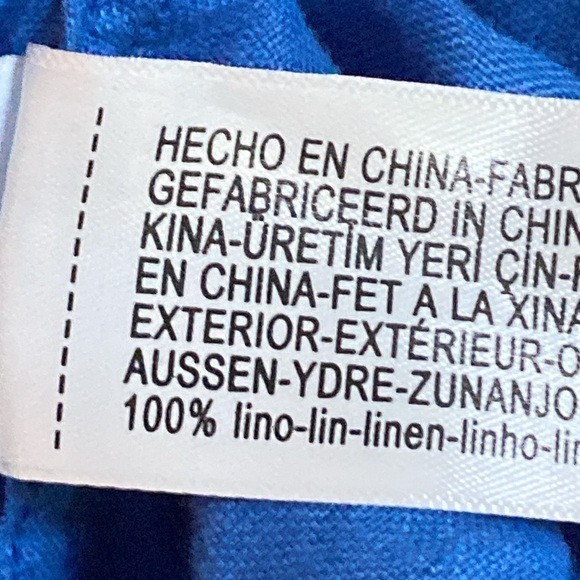 HECHO EN CHINA-FABR
GEFABRICEERD IN CHIN
KINA-ÜRETİM YERİ ÇİN-
EN CHINA-FET A LA XINA
EXTERIOR-EXTÉRIEUR-O
AUSSEN-YDRE-ZUNANJO
100% lino-lin-linen-linho-lin